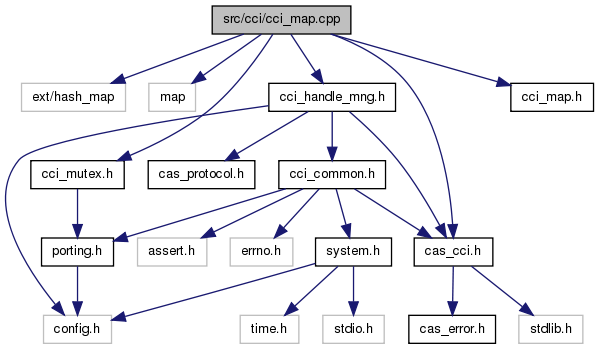 src/cci/cci_map.cpp
ext/hash_map
map
cci_handle_mng.h
cci_map.h
cci_mutex.h
cas_protocol.h
cci_common.h
porting.h
assert.h
errno.h
system.h
cas_cci.h
config.h
time.h
stdio.h
cas_error.h
stdlib.h